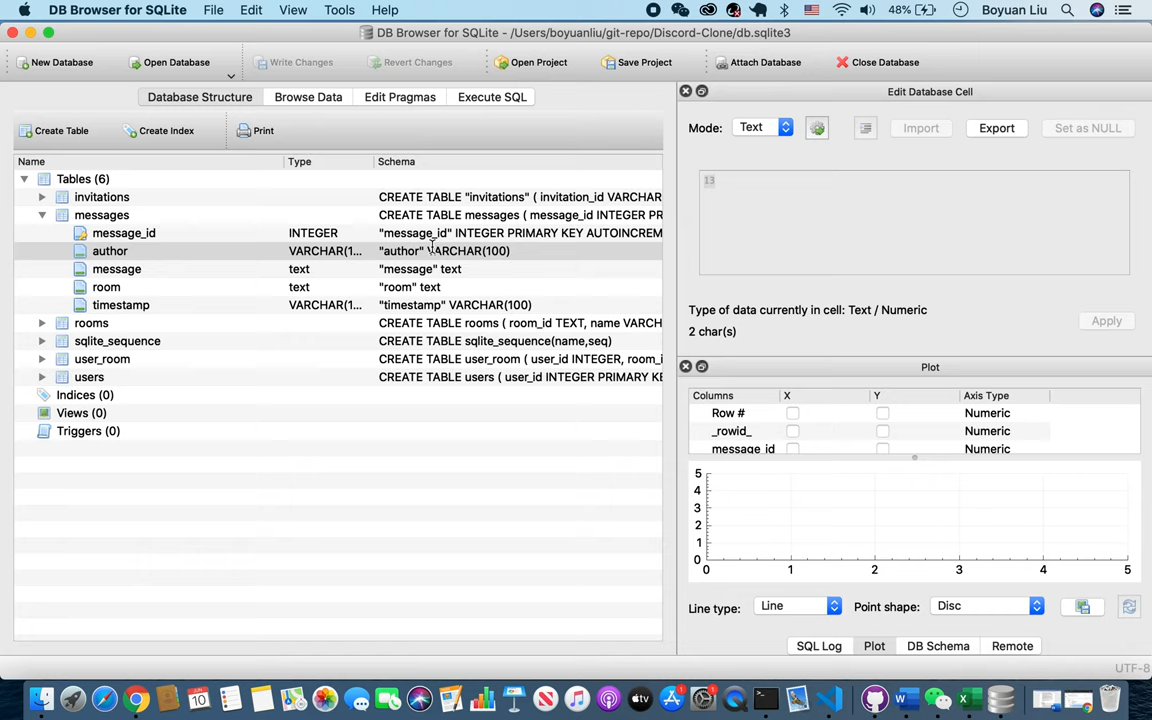 DB Browser for SQLite File Edit View Tools Help 48% Boyuan Liu
DB Browser for SQLite - /Users/boyuanliu/git-repo/Discord-Clone/db.sqlite3
New Database Open Database Write Changes Revert Changes Open Project Save Project Attach Database Close Database
Database Structure Browse Data Edit Pragmas Execute SQL
Create Table Create Index Print
Name Type Schema
Tables (6)
invitations CREATE TABLE "invitations" ( invitation_id VARCHAR
messages CREATE TABLE messages ( message_id INTEGER PR
message_id INTEGER "message_id" INTEGER PRIMARY KEY AUTOINCREM
author VARCHAR(1... "author" VARCHAR(100)
message text "message" text
room text "room" text
timestamp VARCHAR(1... "timestamp" VARCHAR(100)
rooms CREATE TABLE rooms ( room_id TEXT, name VARCH
sqlite_sequence CREATE TABLE sqlite_sequence(name,seq)
user_room CREATE TABLE user_room ( user_id INTEGER, room_i
users CREATE TABLE users ( user_id INTEGER PRIMARY KE
Indices (0)
Views (0)
Triggers (0)
Edit Database Cell
Mode: Text Import Export Set as NULL
13
Type of data currently in cell: Text / Numeric
2 char(s)
Apply
Plot
Columns X Y Axis Type
Row # Numeric
_rowid_ Numeric
message_id Numeric
5
4
3
2
1
0
0 1 2 3 4 5
Line type: Line Point shape: Disc
SQL Log Plot DB Schema Remote
UTF-8
JUN
10
tv
1
1